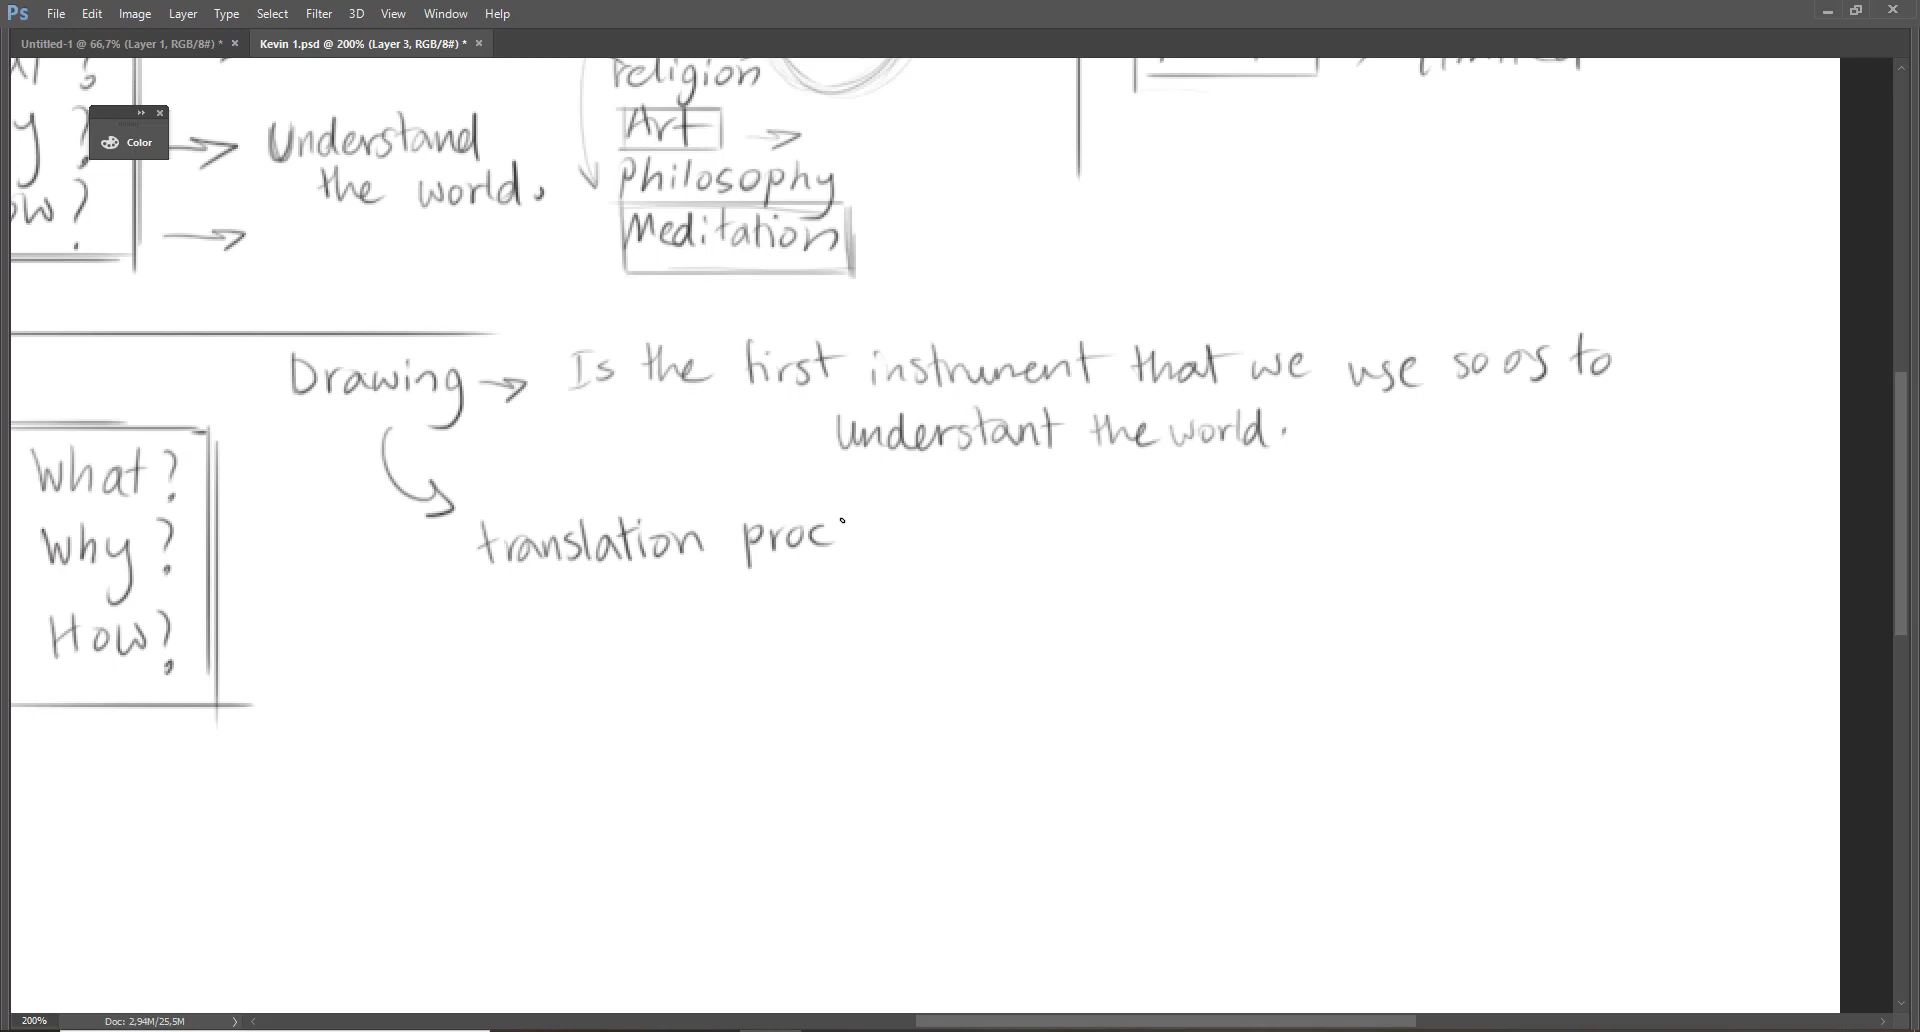 Ps File Edit Image Layer Type Select Filter 3D View Window Help
Untitled-1 @ 66,7% (Layer 1, RGB/8#) * × Kevin 1.psd @ 200% (Layer 3, RGB/8#) * ×
Color
religion
Art
Philosophy
Meditation
Understand
the world.
Drawing → Is the first instrument that we use so as to
understant the world.
translation proc
What?
Why?
How?
200% Doc: 2,94M/25,5M